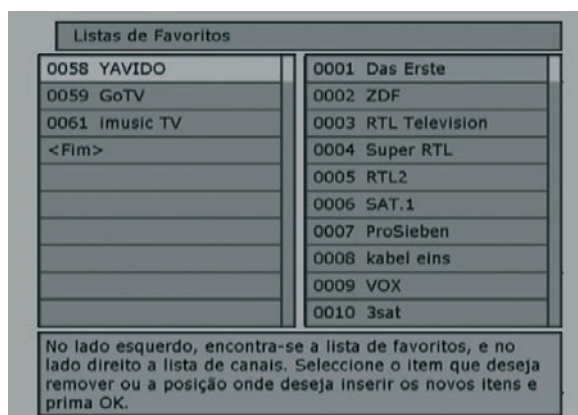 Listas de Favoritos
0058 YAVIDO
0059 GoTV
0061 imusic TV
<Fim>
0001 Das Erste
0002 ZDF
0003 RTL Television
0004 Super RTL
0005 RTL2
0006 SAT.1
0007 ProSieben
0008 kabel eins
0009 VOX
0010 3sat
No lado esquerdo, encontra-se a lista de favoritos, e no
lado direito a lista de canais. Seleccione o item que deseja
remover ou a posição onde deseja inserir os novos itens e
prima OK.